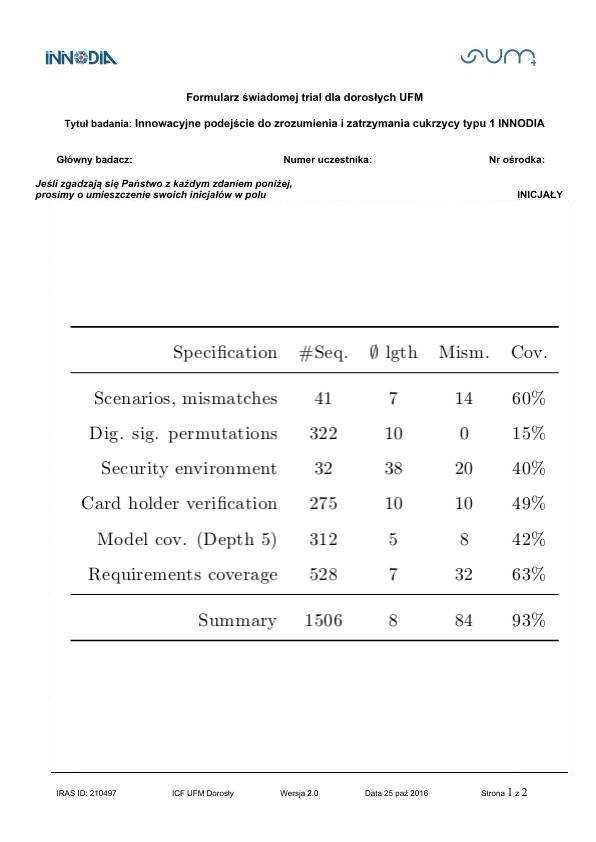 INNODIA
sum
Formularz świadomej trial dla dorosłych UFM
Tytuł badania: Innowacyjne podejście do zrozumienia i zatrzymania cukrzycy typu 1 INNODIA
Główny badacz: Numer uczestnika: Nr ośrodka:
Jeśli zgadzają się Państwo z każdym zdaniem poniżej,
prosimy o umieszczenie swoich inicjałów w polu INICJAŁY
Specification #Seq. Ø lgth Mism. Cov.
Scenarios, mismatches 41 7 14 60%
Dig. sig. permutations 322 10 0 15%
Security environment 32 38 20 40%
Card holder verification 275 10 10 49%
Model cov. (Depth 5) 312 5 8 42%
Requirements coverage 528 7 32 63%
Summary 1506 8 84 93%
IRAS ID: 210497 ICF UFM Dorosły Wersja 2.0 Data 25 paź 2016 Strona 1 z 2